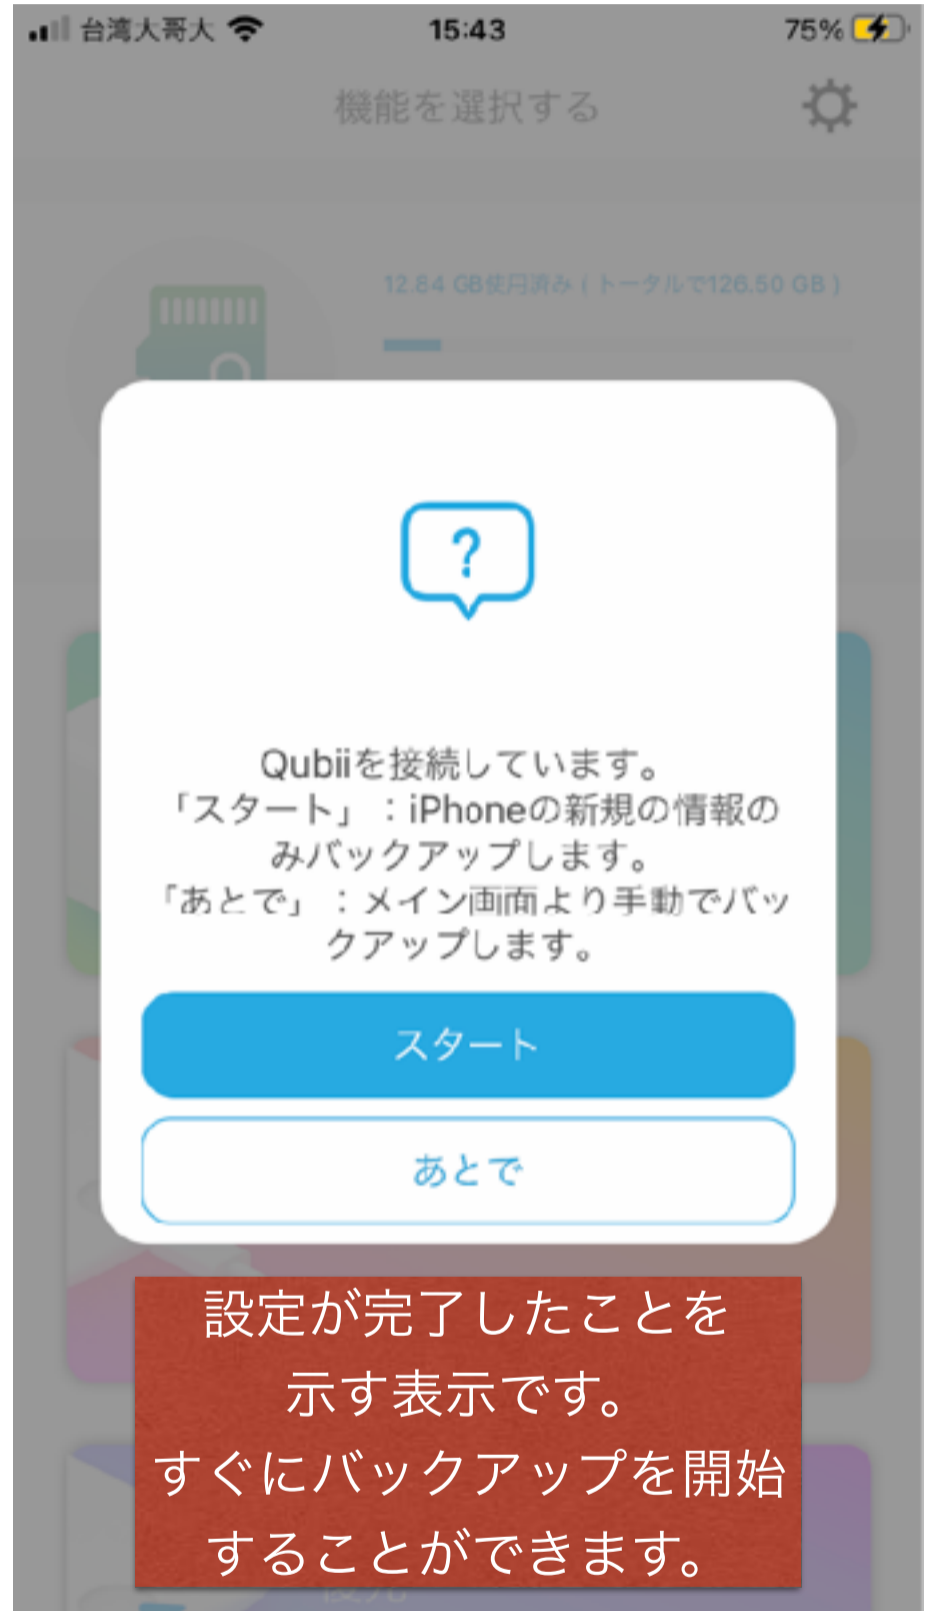 台湾大哥大
15:43
75%
機能を選択する
12.84 GB使用済み ( トータルで126.50 GB )
?
Qubiiを接続しています。
「スタート」：iPhoneの新規の情報の
みバックアップします。
「あとで」：メイン画面より手動でバッ
クアップします。
スタート
あとで
設定が完了したことを
示す表示です。
すぐにバックアップを開始
することができます。